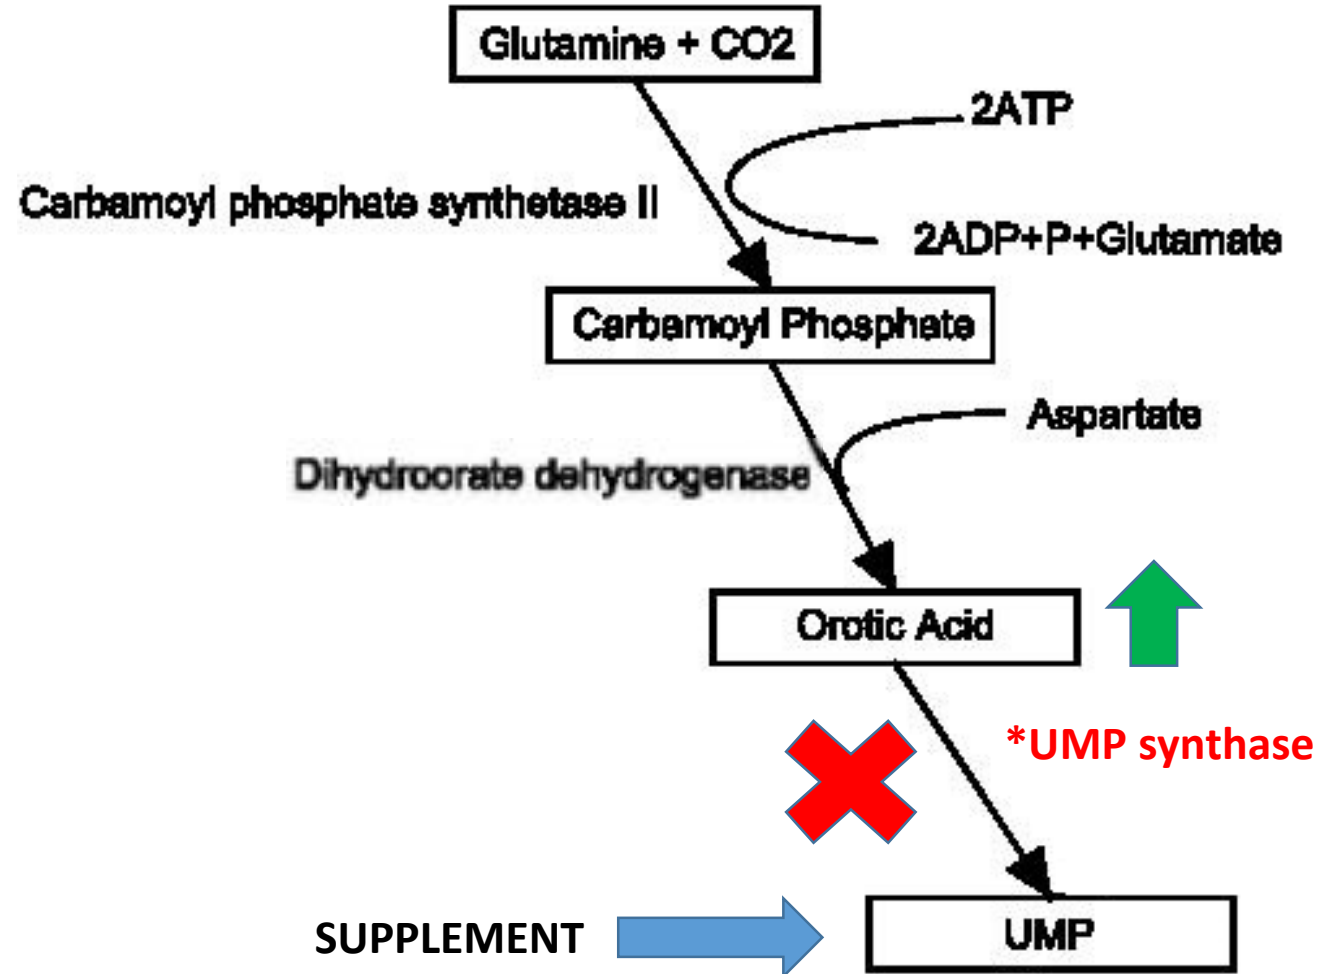 Glutamine + CO2
2ATP
Carbamoyl phosphate synthetase II
2ADP+P+Glutamate
Carbamoyl Phosphate
Aspartate
Dihydroorate dehydrogenase
Orotic Acid
*UMP synthase
SUPPLEMENT
UMP